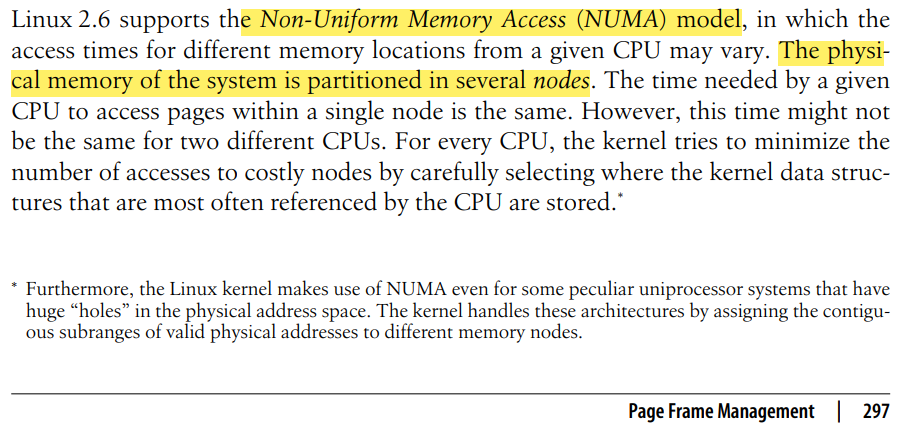 Linux 2.6 supports the Non-Uniform Memory Access (NUMA) model, in which the
access times for different memory locations from a given CPU may vary. The physi-
cal memory of the system is partitioned in several nodes. The time needed by a given
CPU to access pages within a single node is the same. However, this time might not
be the same for two different CPUs. For every CPU, the kernel tries to minimize the
number of accesses to costly nodes by carefully selecting where the kernel data struc-
tures that are most often referenced by the CPU are stored.*
* Furthermore, the Linux kernel makes use of NUMA even for some peculiar uniprocessor systems that have
huge “holes” in the physical address space. The kernel handles these architectures by assigning the contigu-
ous subranges of valid physical addresses to different memory nodes.
Page Frame Management | 297